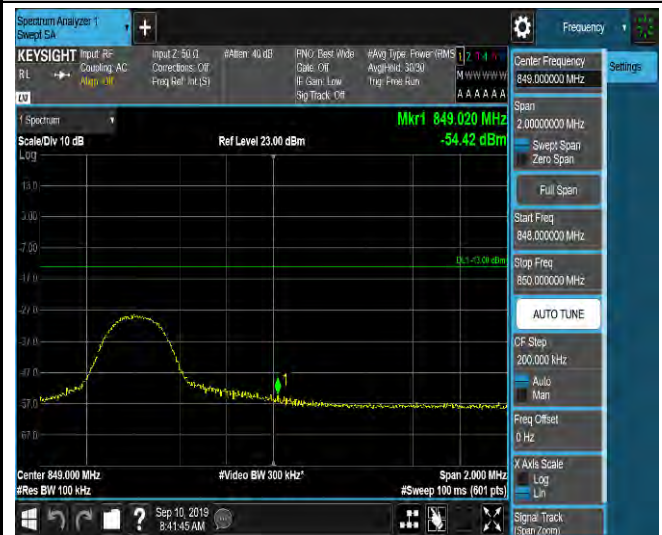 Spectrum Analyzer 1
Swept SA
+
Frequency
KEYSIGHT
RL
Input: RF
Coupling: AC
Align: Off
Input Z: 50 Ω
Corrections: Off
Freq Ref: Int (S)
#Atten: 40 dB
PNO: Best Wide
Gate: Off
IF Gain: Low
Sig Track: Off
#Avg Type: Power (RMS
Avg|Hold: 30/30
Trig: Free Run
M W W W W W
A A A A A A
Settings
1 Spectrum
Scale/Div 10 dB
Log
Ref Level 23.00 dBm
Mkr1 849.020 MHz
-54.42 dBm
13.0
3.00
-7.00
-17.0
-27.0
-37.0
-47.0
-57.0
-67.0
DL1 -13.00 dBm
1
Center 849.000 MHz
#Res BW 100 kHz
#Video BW 300 kHz*
Span 2.000 MHz
#Sweep 100 ms (601 pts)
Center Frequency
849.000000 MHz
Span
2.00000000 MHz
Swept Span
Zero Span
Full Span
Start Freq
848.000000 MHz
Stop Freq
850.000000 MHz
AUTO TUNE
CF Step
200.000 kHz
Auto
Man
Freq Offset
0 Hz
X Axis Scale
Log
Lin
Signal Track
(Span Zoom)
?
Sep 10, 2019
8:41:45 AM